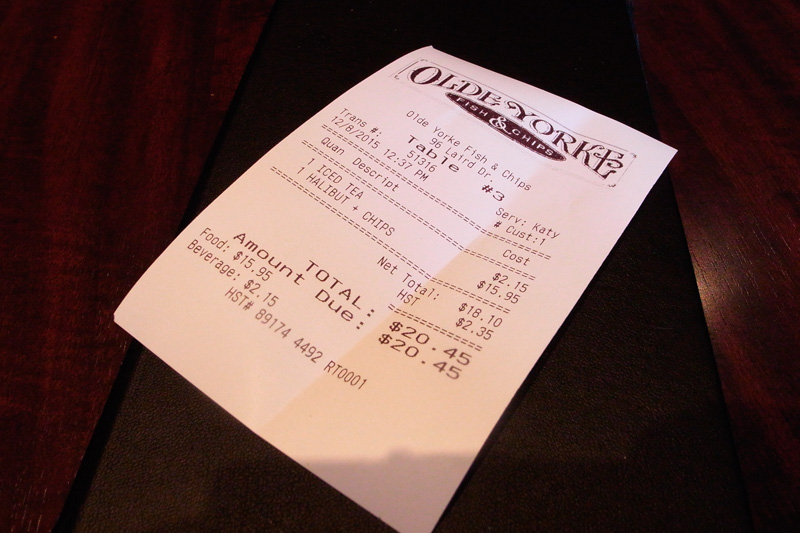 OLDE YORKE
FISH & CHIPS
Olde Yorke Fish & Chips
96 Laird Dr.
Trans #: 51316
12/8/2015 12:37 PM
Table #3
Serv: Katy
# Cust:1
Quan Descript Cost
1 ICED TEA $2.15
1 HALIBUT + CHIPS $15.95
Net Total: $18.10
HST $2.35
TOTAL: $20.45
Amount Due: $20.45
Food: $15.95
Beverage: $2.15
HST# 89174 4492 RT0001